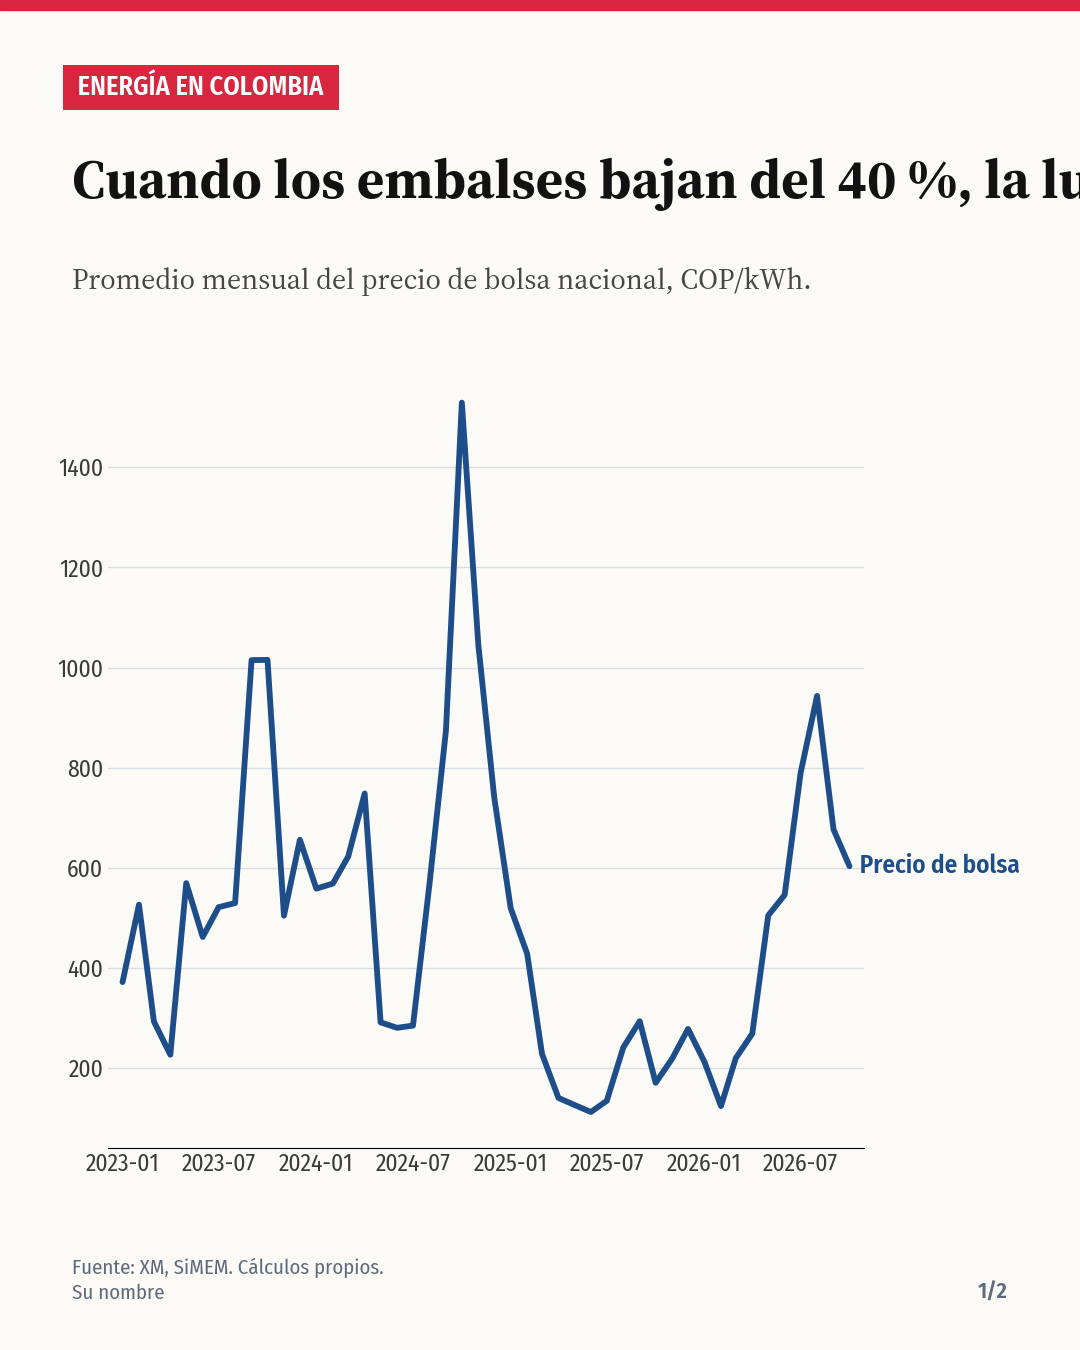 ENERGÍA EN COLOMBIA
Cuando los embalses bajan del 40 %, la lu
Promedio mensual del precio de bolsa nacional, COP/kWh.
1400
1200
1000
800
600
400
200
Precio de bolsa
2023-01 2023-07 2024-01 2024-07 2025-01 2025-07 2026-01 2026-07
Fuente: XM, SiMEM. Cálculos propios.
Su nombre
1/2